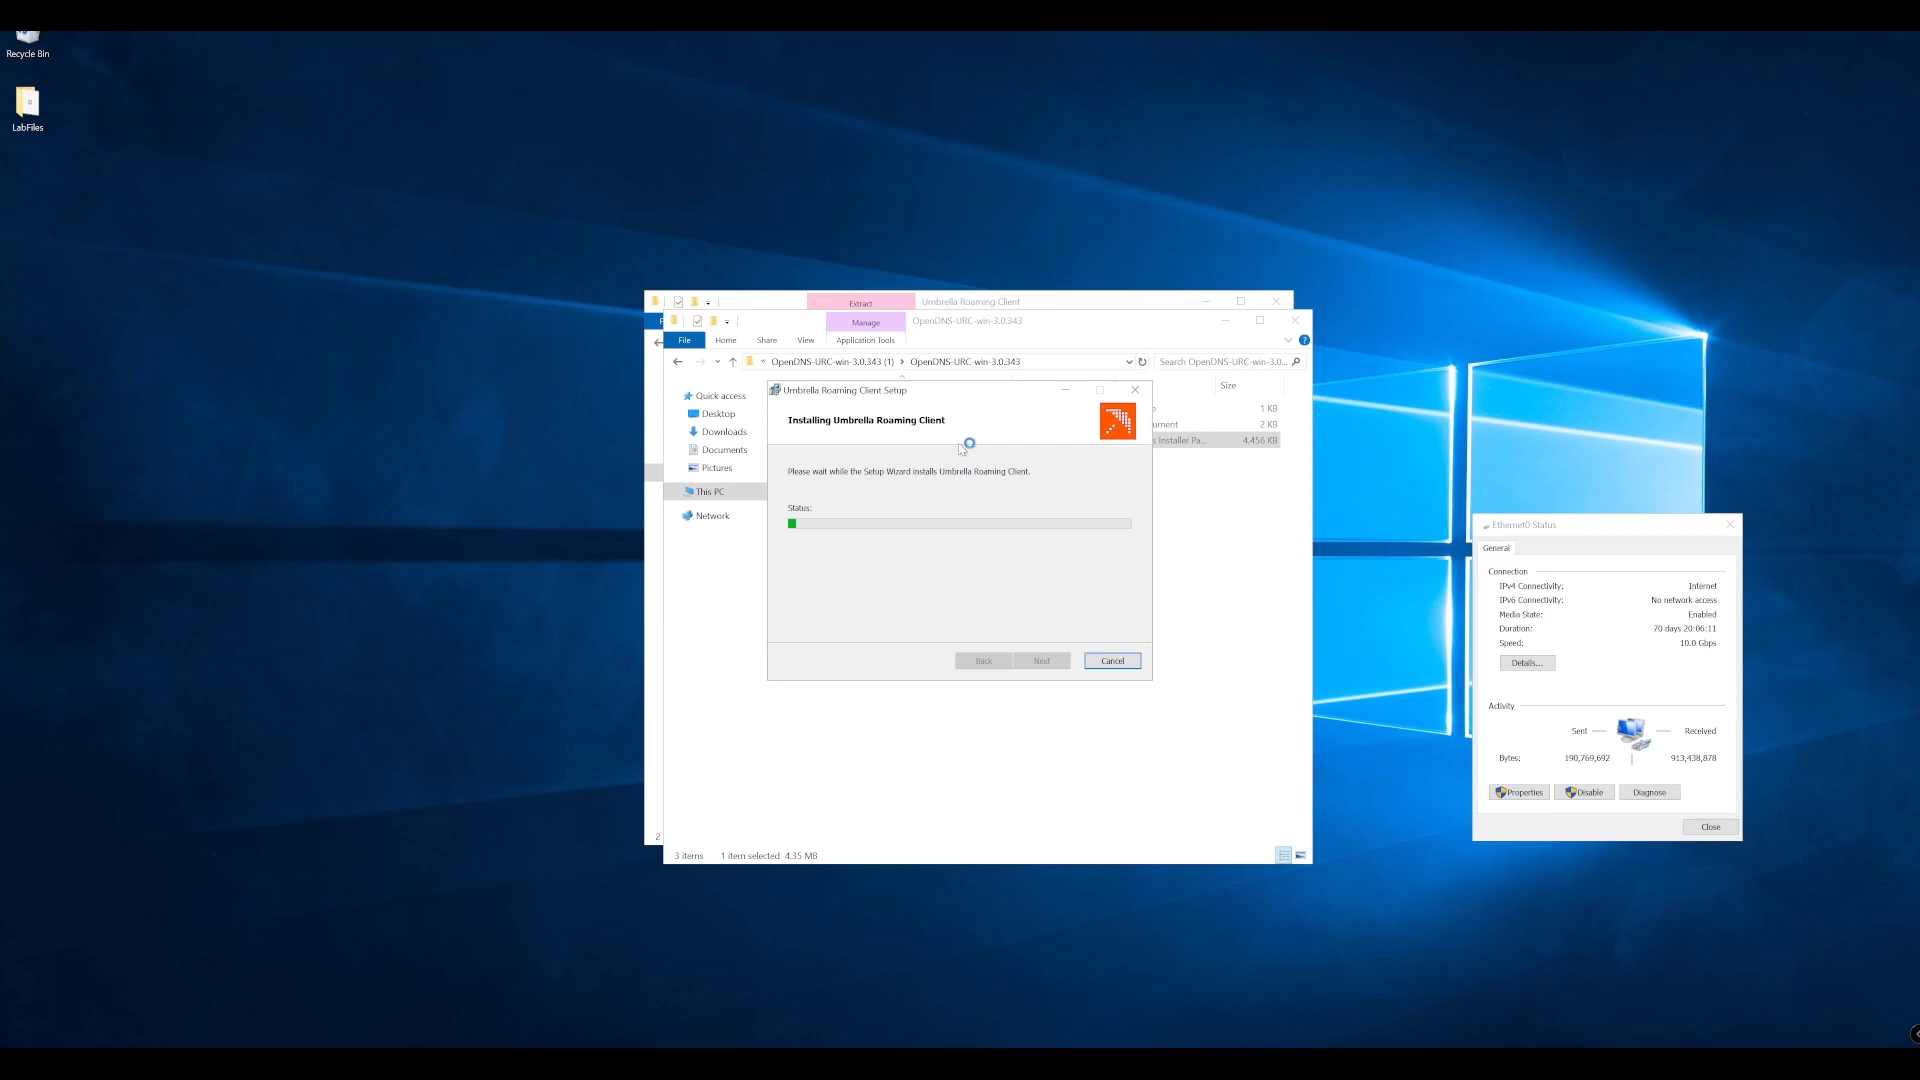 Recycle Bin
LabFiles
Extract
Umbrella Roaming Client
Manage
OpenDNS-URC-win-3.0.343
File
Home
Share
View
Application Tools
« OpenDNS-URC-win-3.0.343 (1) > OpenDNS-URC-win-3.0.343
Search OpenDNS-URC-win-3.0...
Size
Quick access
Desktop
Downloads
Documents
Pictures
This PC
Network
1 KB
2 KB
s Installer Pa...
4,456 KB
Umbrella Roaming Client Setup
Installing Umbrella Roaming Client
Please wait while the Setup Wizard installs Umbrella Roaming Client.
Status:
Back
Next
Cancel
2
3 items
1 item selected 4.35 MB
Ethernet0 Status
General
Connection
IPv4 Connectivity: Internet
IPv6 Connectivity: No network access
Media State: Enabled
Duration: 70 days 20:06:11
Speed: 10.0 Gbps
Details...
Activity
Sent — — Received
Bytes: 190,769,692 | 913,438,878
Properties
Disable
Diagnose
Close